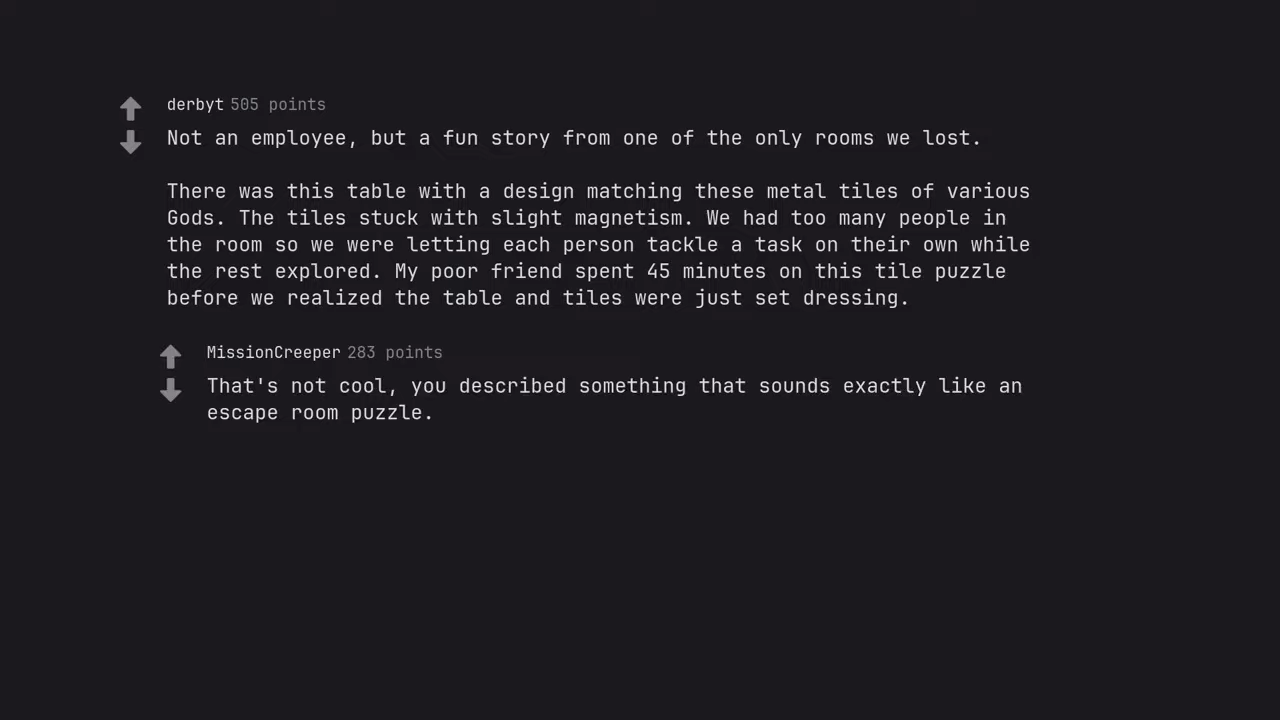 derbyt 505 points
Not an employee, but a fun story from one of the only rooms we lost.
There was this table with a design matching these metal tiles of various
Gods. The tiles stuck with slight magnetism. We had too many people in
the room so we were letting each person tackle a task on their own while
the rest explored. My poor friend spent 45 minutes on this tile puzzle
before we realized the table and tiles were just set dressing.
MissionCreeper 283 points
That's not cool, you described something that sounds exactly like an
escape room puzzle.